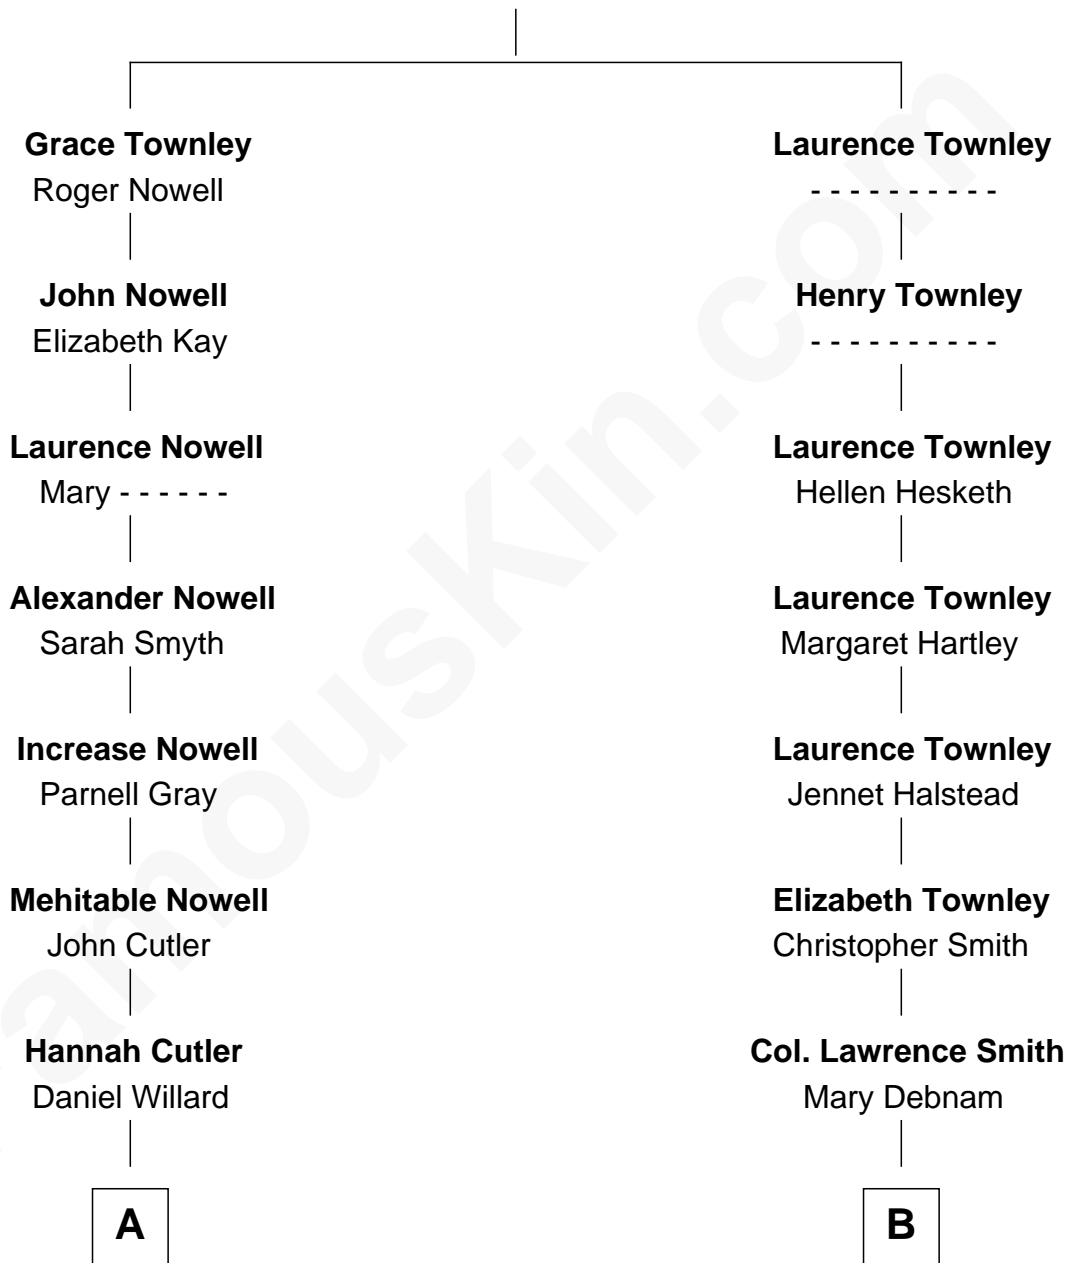 Grace Townley
Roger Nowell
John Nowell
Elizabeth Kay
Laurence Nowell
Mary - - - - - -
Alexander Nowell
Sarah Smyth
Increase Nowell
Parnell Gray
Mehitable Nowell
John Cutler
Hannah Cutler
Daniel Willard
A
Laurence Townley
- - - - - - - - - -
Henry Townley
- - - - - - - - - -
Laurence Townley
Hellen Hesketh
Laurence Townley
Margaret Hartley
Laurence Townley
Jennet Halstead
Elizabeth Townley
Christopher Smith
Col. Lawrence Smith
Mary Debnam
B
amousKin.com